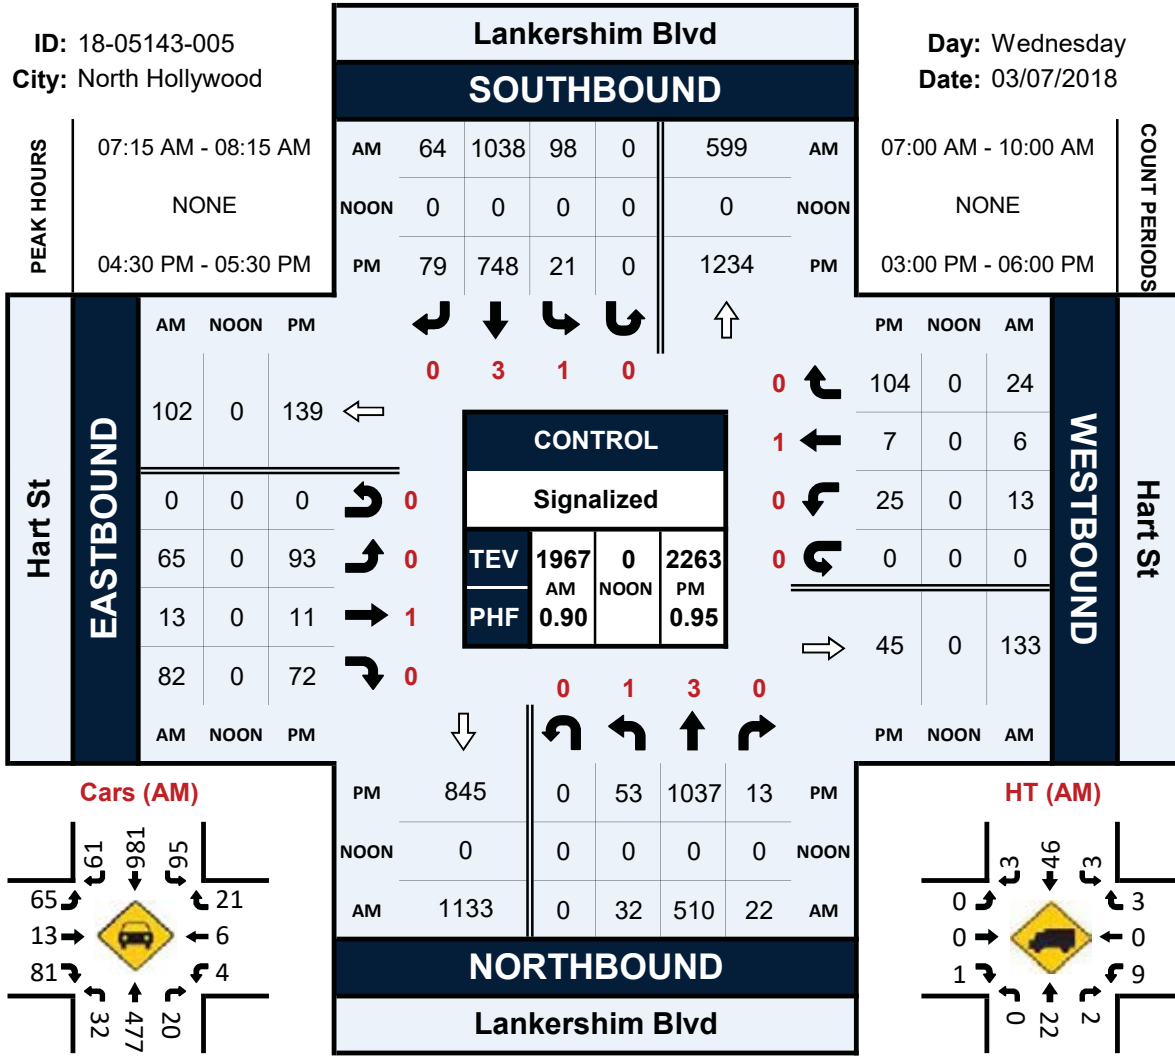 ID: 18-05143-005
City: North Hollywood
Lankershim Blvd
SOUTHBOUND
Day: Wednesday
Date: 03/07/2018
PEAK HOURS
07:15 AM - 08:15 AM
NONE
04:30 PM - 05:30 PM
AM 64 1038 98 0 599 AM
NOON 0 0 0 0 0 NOON
PM 79 748 21 0 1234 PM
07:00 AM - 10:00 AM
NONE
03:00 PM - 06:00 PM
COUNT PERIODS
0 3 1 0
Hart St
EASTBOUND
AM NOON PM
102 0 139
0 0 0 0
65 0 93 0
13 0 11 1
82 0 72 0
AM NOON PM
CONTROL
Signalized
TEV 1967 0 2263
AM NOON PM
PHF 0.90 0.95
PM NOON AM
0 104 0 24
1 7 0 6
0 25 0 13
0 0 0 0
45 0 133
PM NOON AM
WESTBOUND
Hart St
0 1 3 0
PM 845 0 53 1037 13 PM
NOON 0 0 0 0 0 NOON
AM 1133 0 32 510 22 AM
NORTHBOUND
Lankershim Blvd
Cars (AM)
61 981 95
65 21
13 6
81 4
32 477 20
HT (AM)
3 46 3
0 3
0 0
1 9
0 22 2